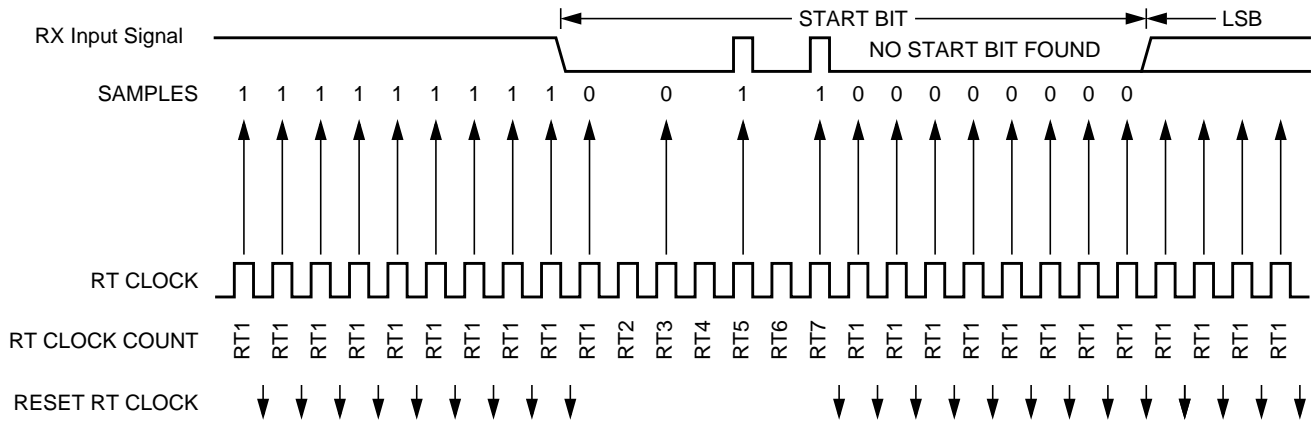 START BIT LSB
RX Input Signal NO START BIT FOUND
SAMPLES 1 1 1 1 1 1 1 1 1 0 0 1 1 0 0 0 0 0 0 0 0
RT CLOCK
RT CLOCK COUNT RT1 RT1 RT1 RT1 RT1 RT1 RT1 RT1 RT1 RT1 RT2 RT3 RT4 RT5 RT6 RT7 RT1 RT1 RT1 RT1 RT1 RT1 RT1 RT1 RT1 RT1 RT1 RT1
RESET RT CLOCK